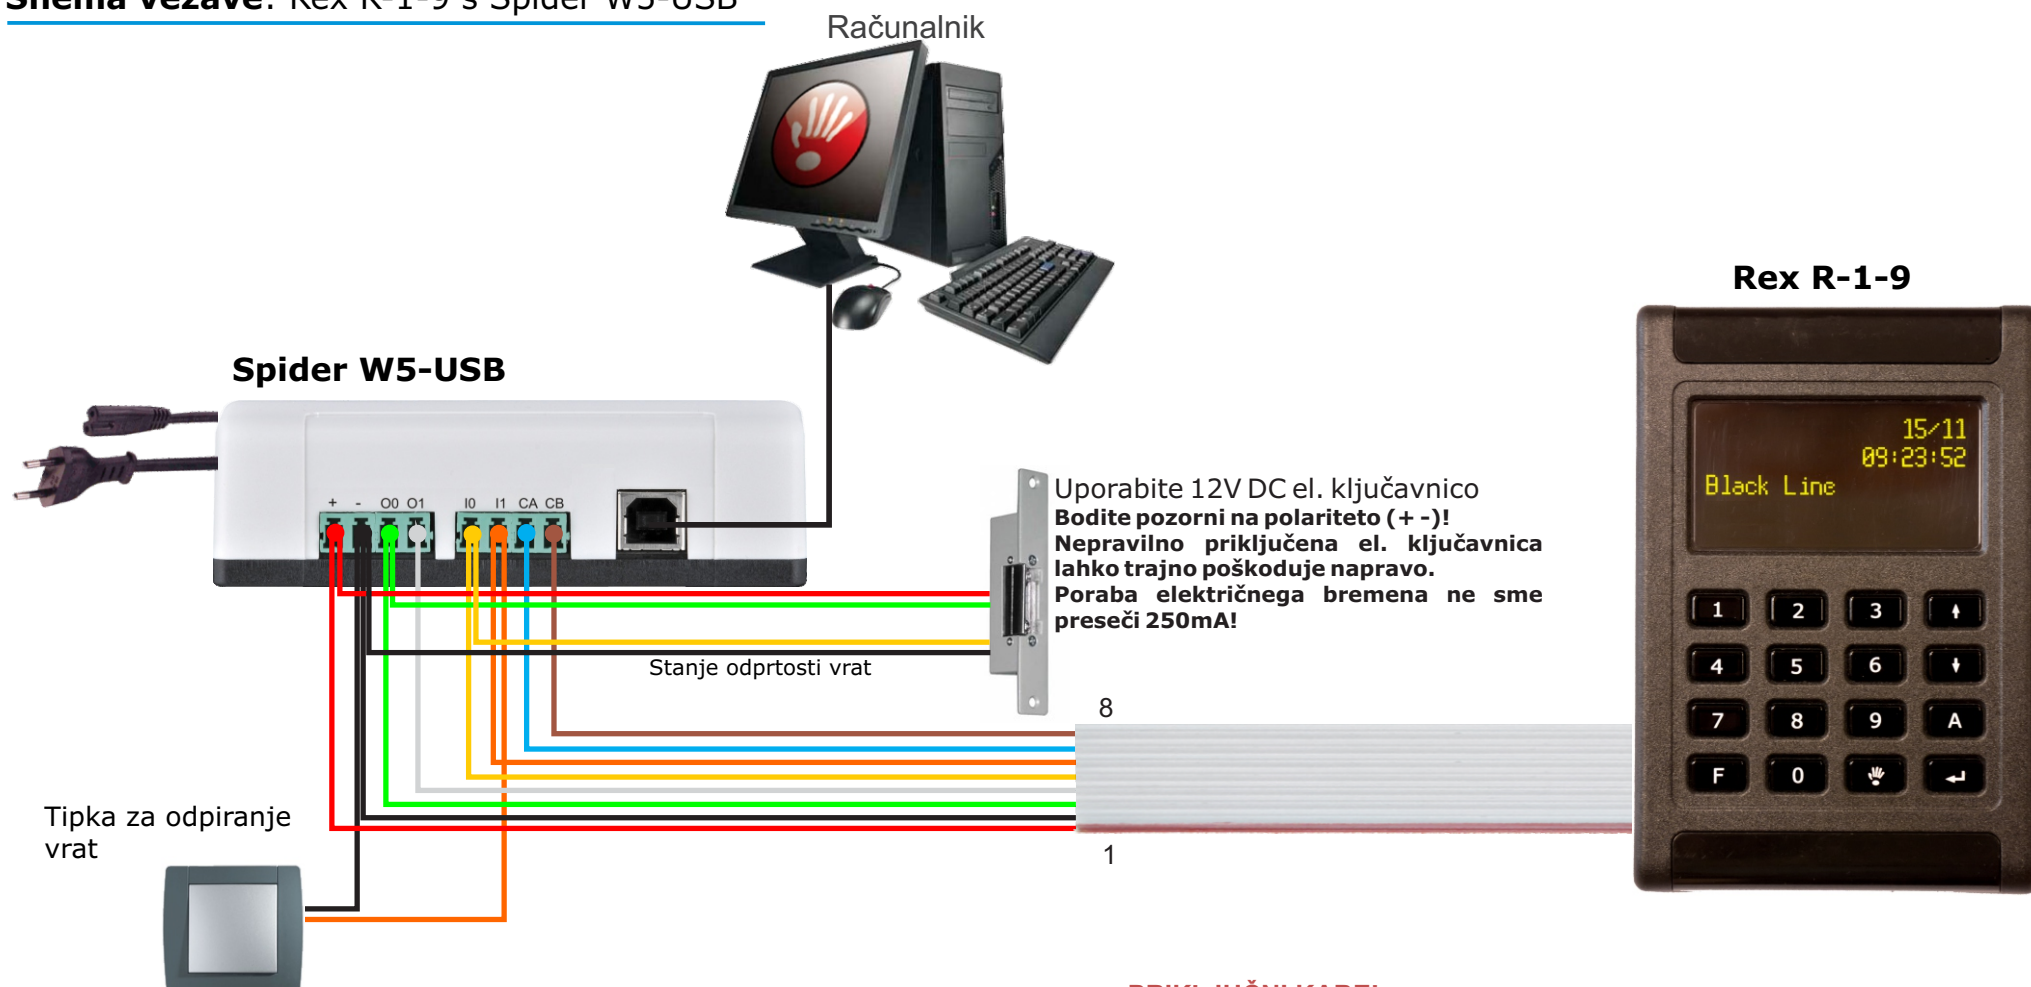 Shema vezave: Rex R-1-9 s Spider W5-USB
Računalnik
Rex R-1-9
Spider W5-USB
15/11
09:23:52
Black Line
+ - O0 O1 I0 I1 CA CB
Uporabite 12V DC el. ključavnico
Bodite pozorni na polariteto (+ -)!
Nepravilno priključena el. ključavnica
lahko trajno poškoduje napravo.
Poraba električnega bremena ne sme
preseči 250mA!
Stanje odprtosti vrat
1 2 3
4 5 6
7 8 9 A
F 0
8
1
Tipka za odpiranje
vrat
PRIKLJUČNI KABEL